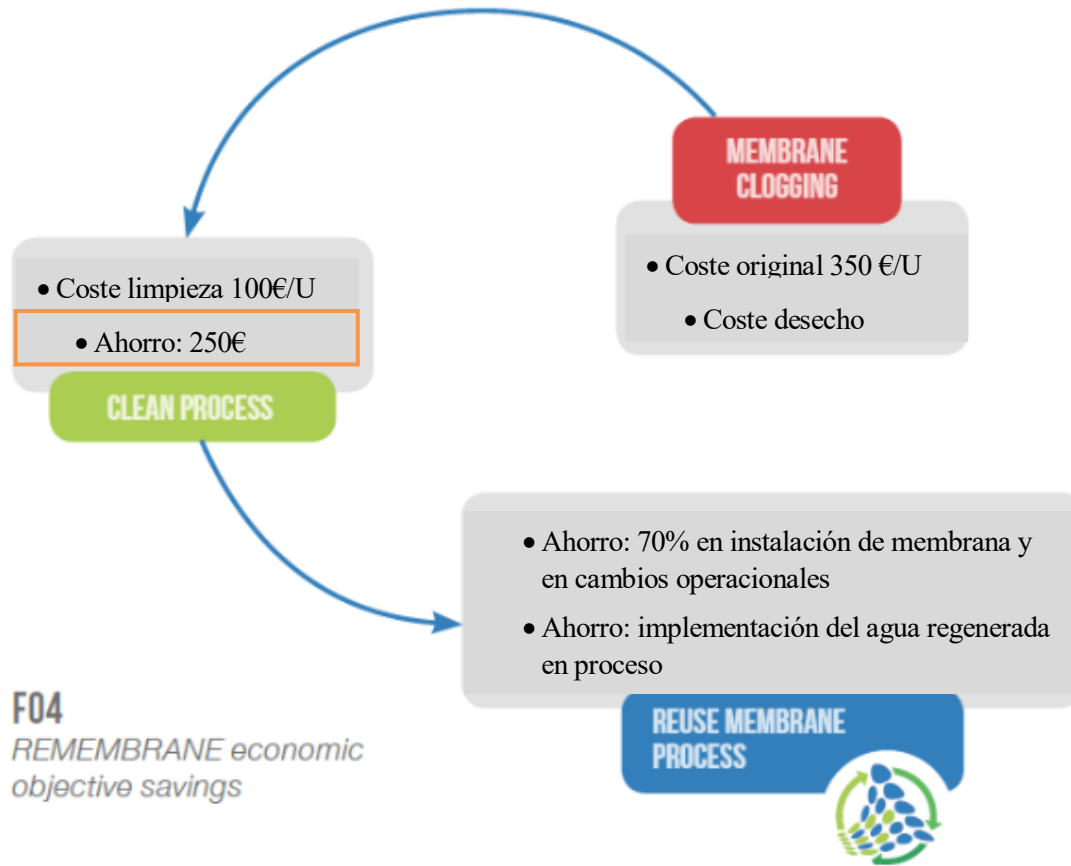 MEMBRANE
CLOGGING
• Coste original 350 €/U
• Coste desecho
• Coste limpieza 100€/U
• Ahorro: 250€
CLEAN PROCESS
• Ahorro: 70% en instalación de membrana y
en cambios operacionales
• Ahorro: implementación del agua regenerada
en proceso
REUSE MEMBRANE
PROCESS
F04
REMEMBRANE economic
objective savings